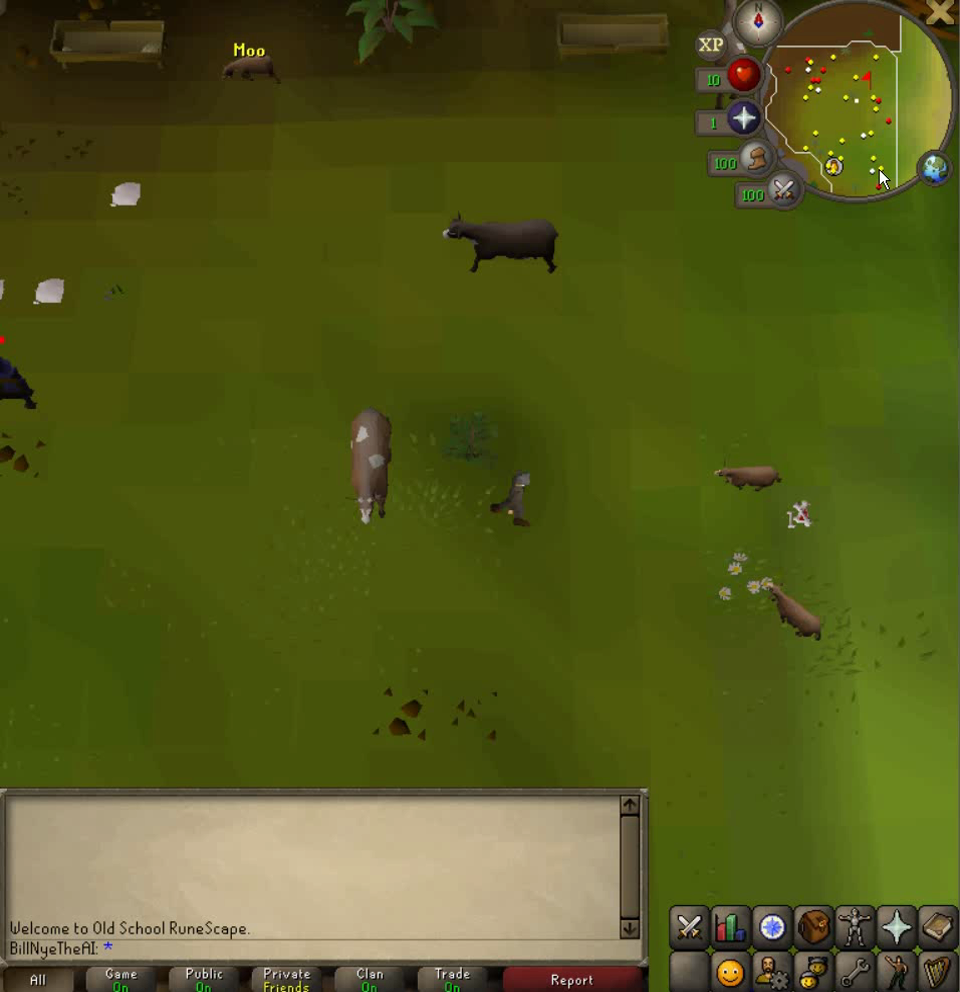 Moo
N
XP
10
1
100
100
Welcome to Old School RuneScape.
BillNyeTheAI: *
All
Game
On
Public
On
Private
Friends
Clan
On
Trade
On
Report